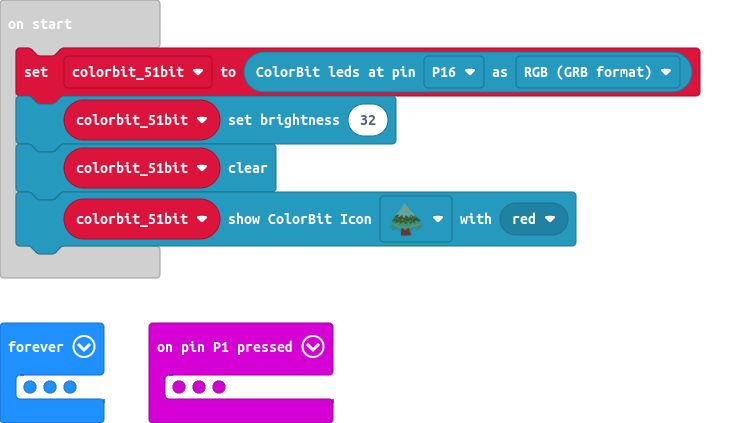 on start
set colorbit_51bit to ColorBit leds at pin P16 as RGB (GRB format)
colorbit_51bit set brightness 32
colorbit_51bit clear
colorbit_51bit show ColorBit Icon with red
forever on pin P1 pressed